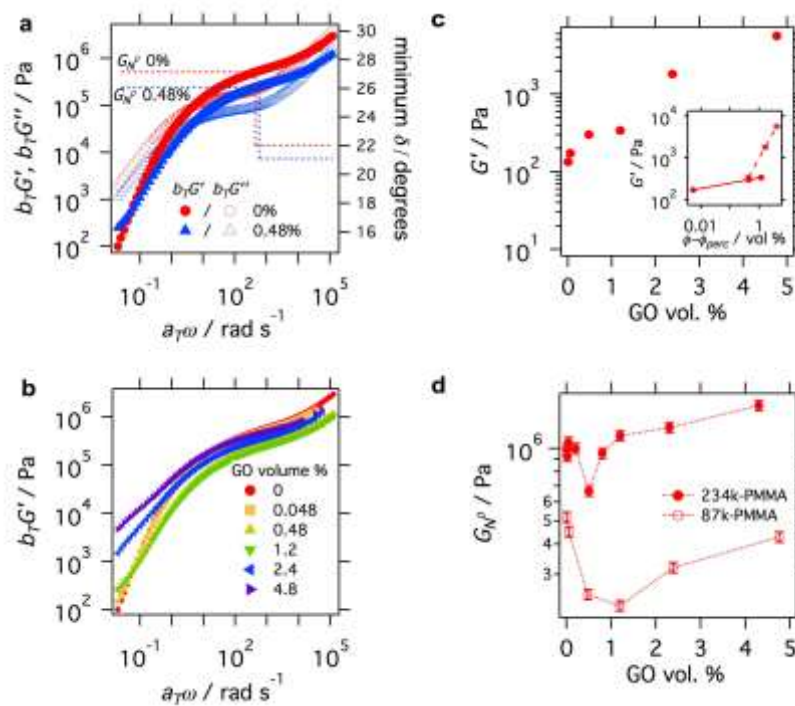 a
b_TG', b_TG'' / Pa
10^6
10^5
10^4
10^3
10^2
G_N^0 0%
G_N^0 0.48%
b_TG' b_TG''
/ 0%
/ 0.48%
30
28
26
24
22
20
18
16
minimum δ / degrees
10^-1
10^2
10^5
a_Tω / rad s^-1
b
b_TG' / Pa
10^6
10^5
10^4
10^3
10^2
GO volume %
0
0.048
0.48
1.2
2.4
4.8
10^-1
10^2
10^5
a_Tω / rad s^-1
c
G' / Pa
10^3
10^2
10^1
0 1 2 3 4 5
GO vol. %
G' / Pa
10^4
10^3
10^2
0.01 1
ϕ-ϕ_perc / vol %
d
G_N^0 / Pa
10^6
6
5
4
3
234k-PMMA
87k-PMMA
0 1 2 3 4 5
GO vol. %